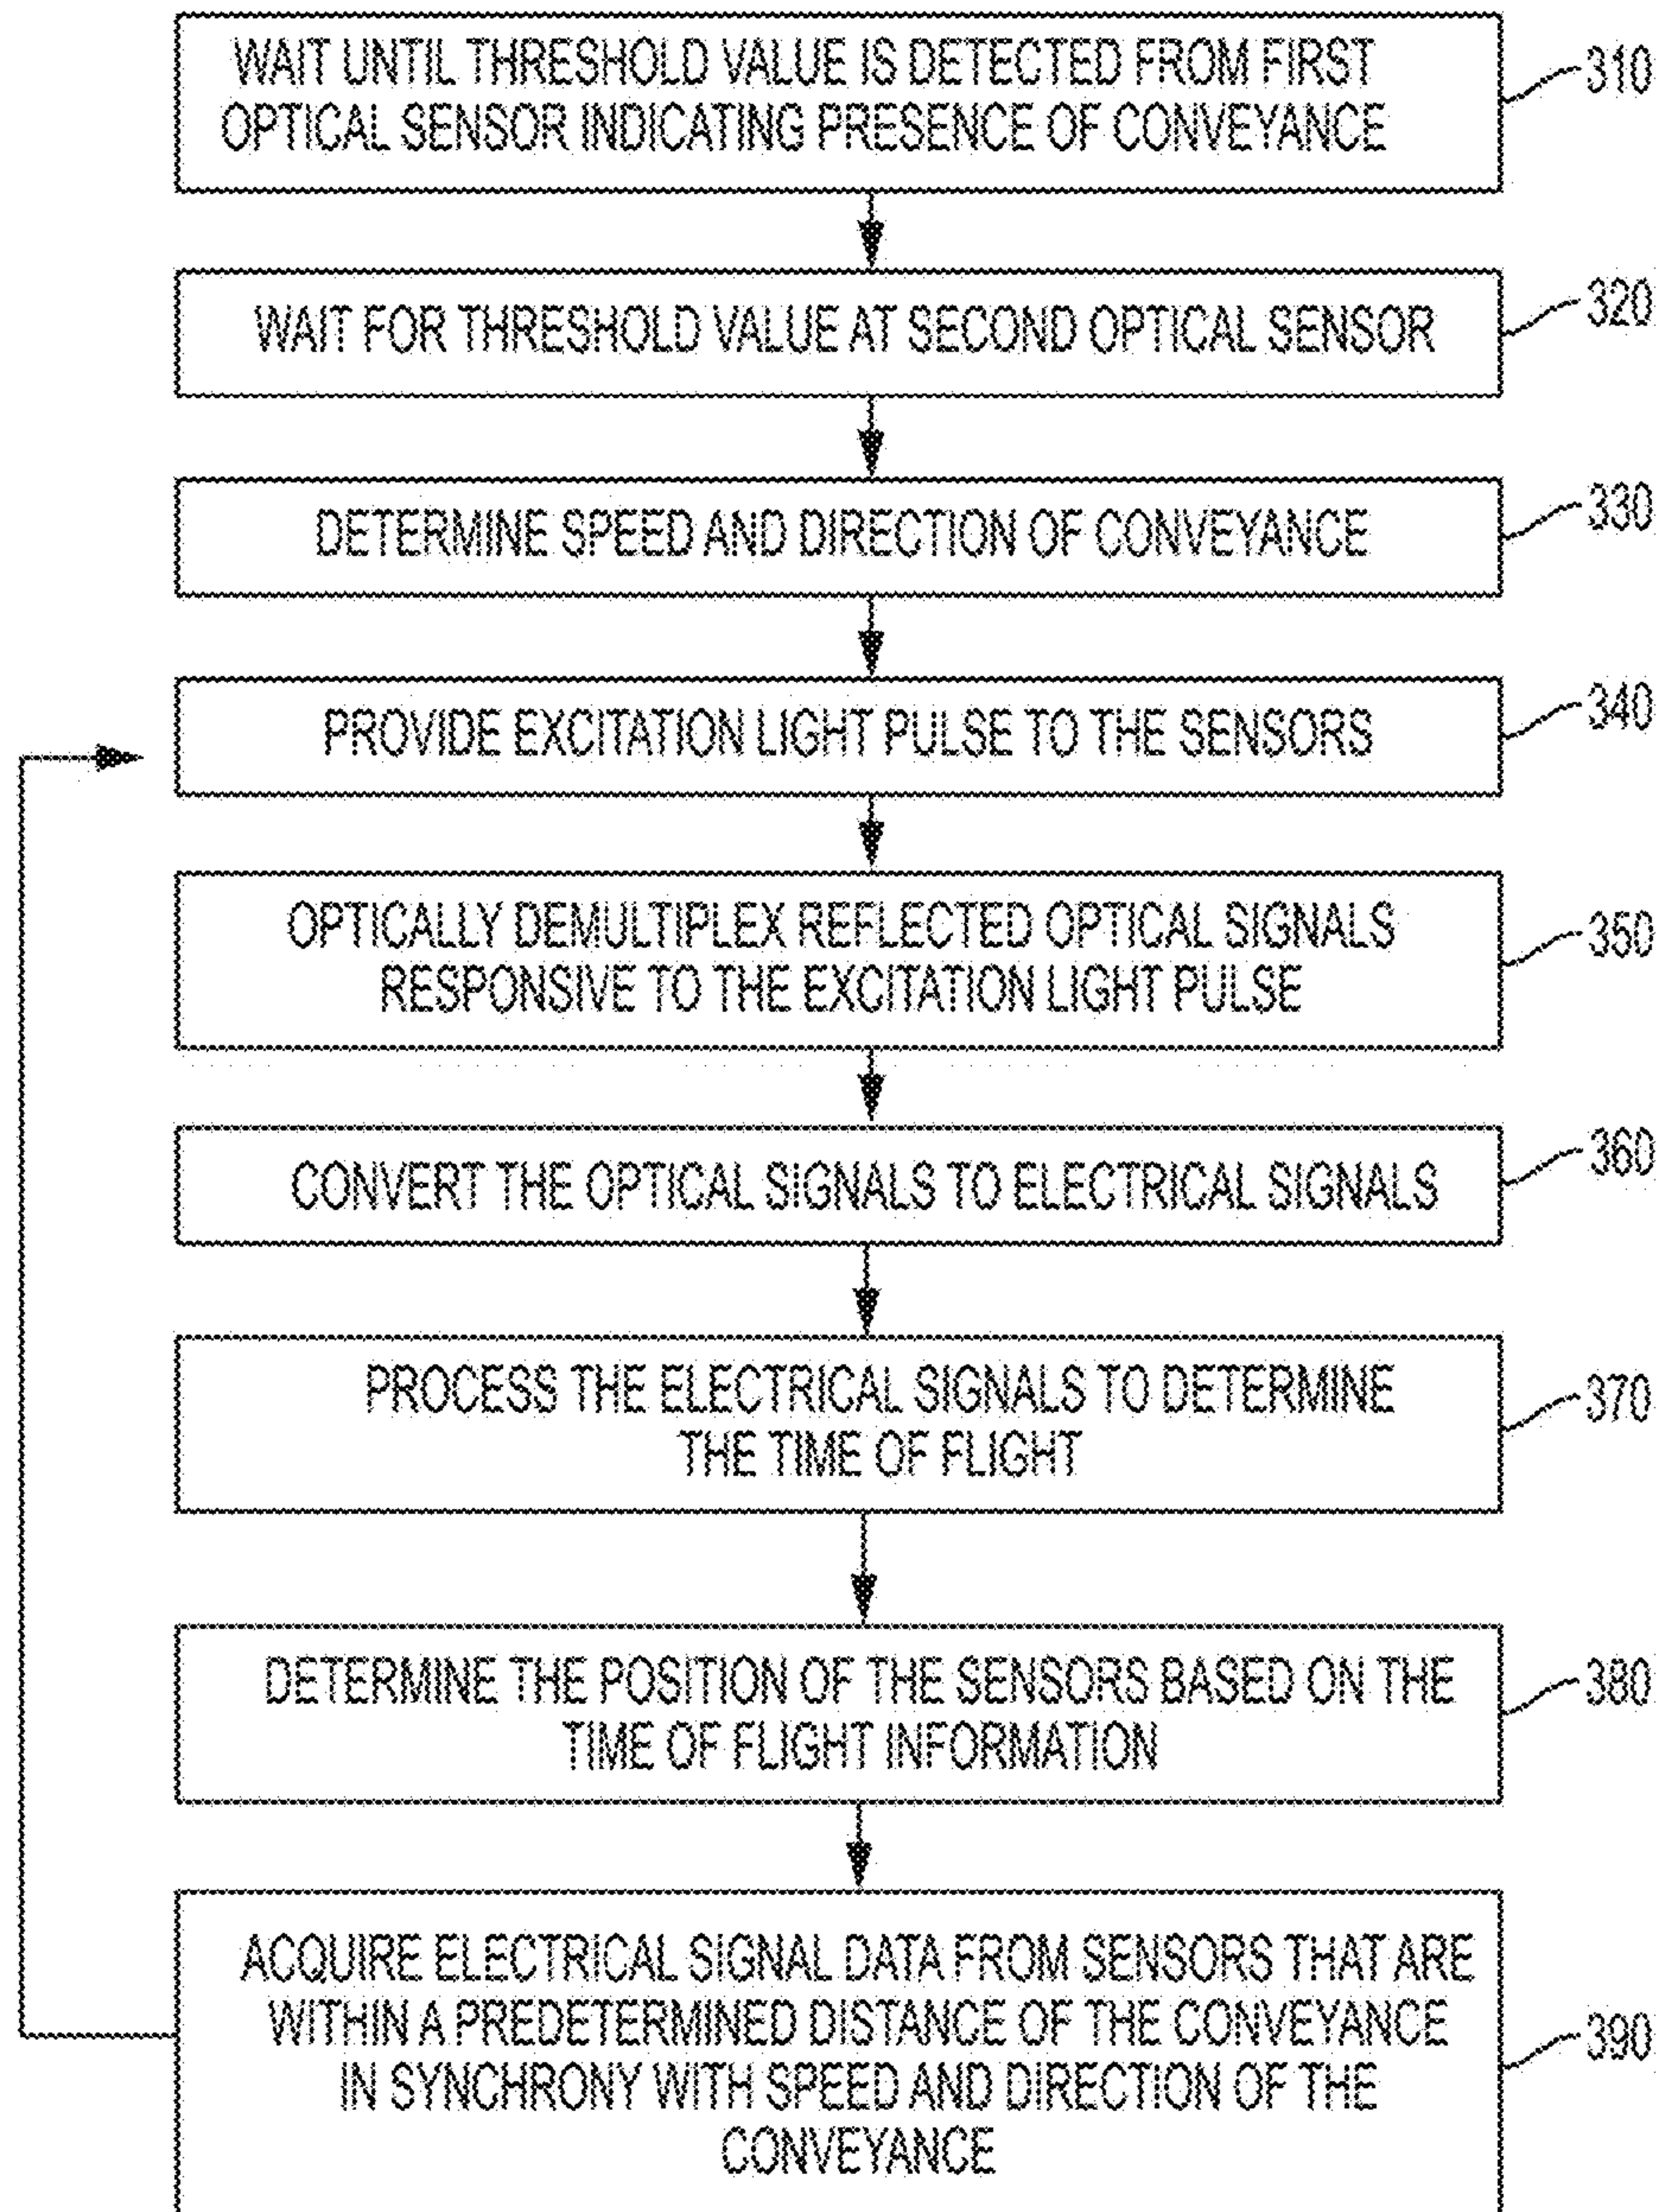 WAIT UNTIL THRESHOLD VALUE IS DETECTED FROM FIRST
OPTICAL SENSOR INDICATING PRESENCE OF CONVEYANCE
310
WAIT FOR THRESHOLD VALUE AT SECOND OPTICAL SENSOR
320
DETERMINE SPEED AND DIRECTION OF CONVEYANCE
330
PROVIDE EXCITATION LIGHT PULSE TO THE SENSORS
340
OPTICALLY DEMULTIPLEX REFLECTED OPTICAL SIGNALS
RESPONSIVE TO THE EXCITATION LIGHT PULSE
350
CONVERT THE OPTICAL SIGNALS TO ELECTRICAL SIGNALS
360
PROCESS THE ELECTRICAL SIGNALS TO DETERMINE
THE TIME OF FLIGHT
370
DETERMINE THE POSITION OF THE SENSORS BASED ON THE
TIME OF FLIGHT INFORMATION
380
ACQUIRE ELECTRICAL SIGNAL DATA FROM SENSORS THAT ARE
WITHIN A PREDETERMINED DISTANCE OF THE CONVEYANCE
IN SYNCHRONY WITH SPEED AND DIRECTION OF THE
CONVEYANCE
390